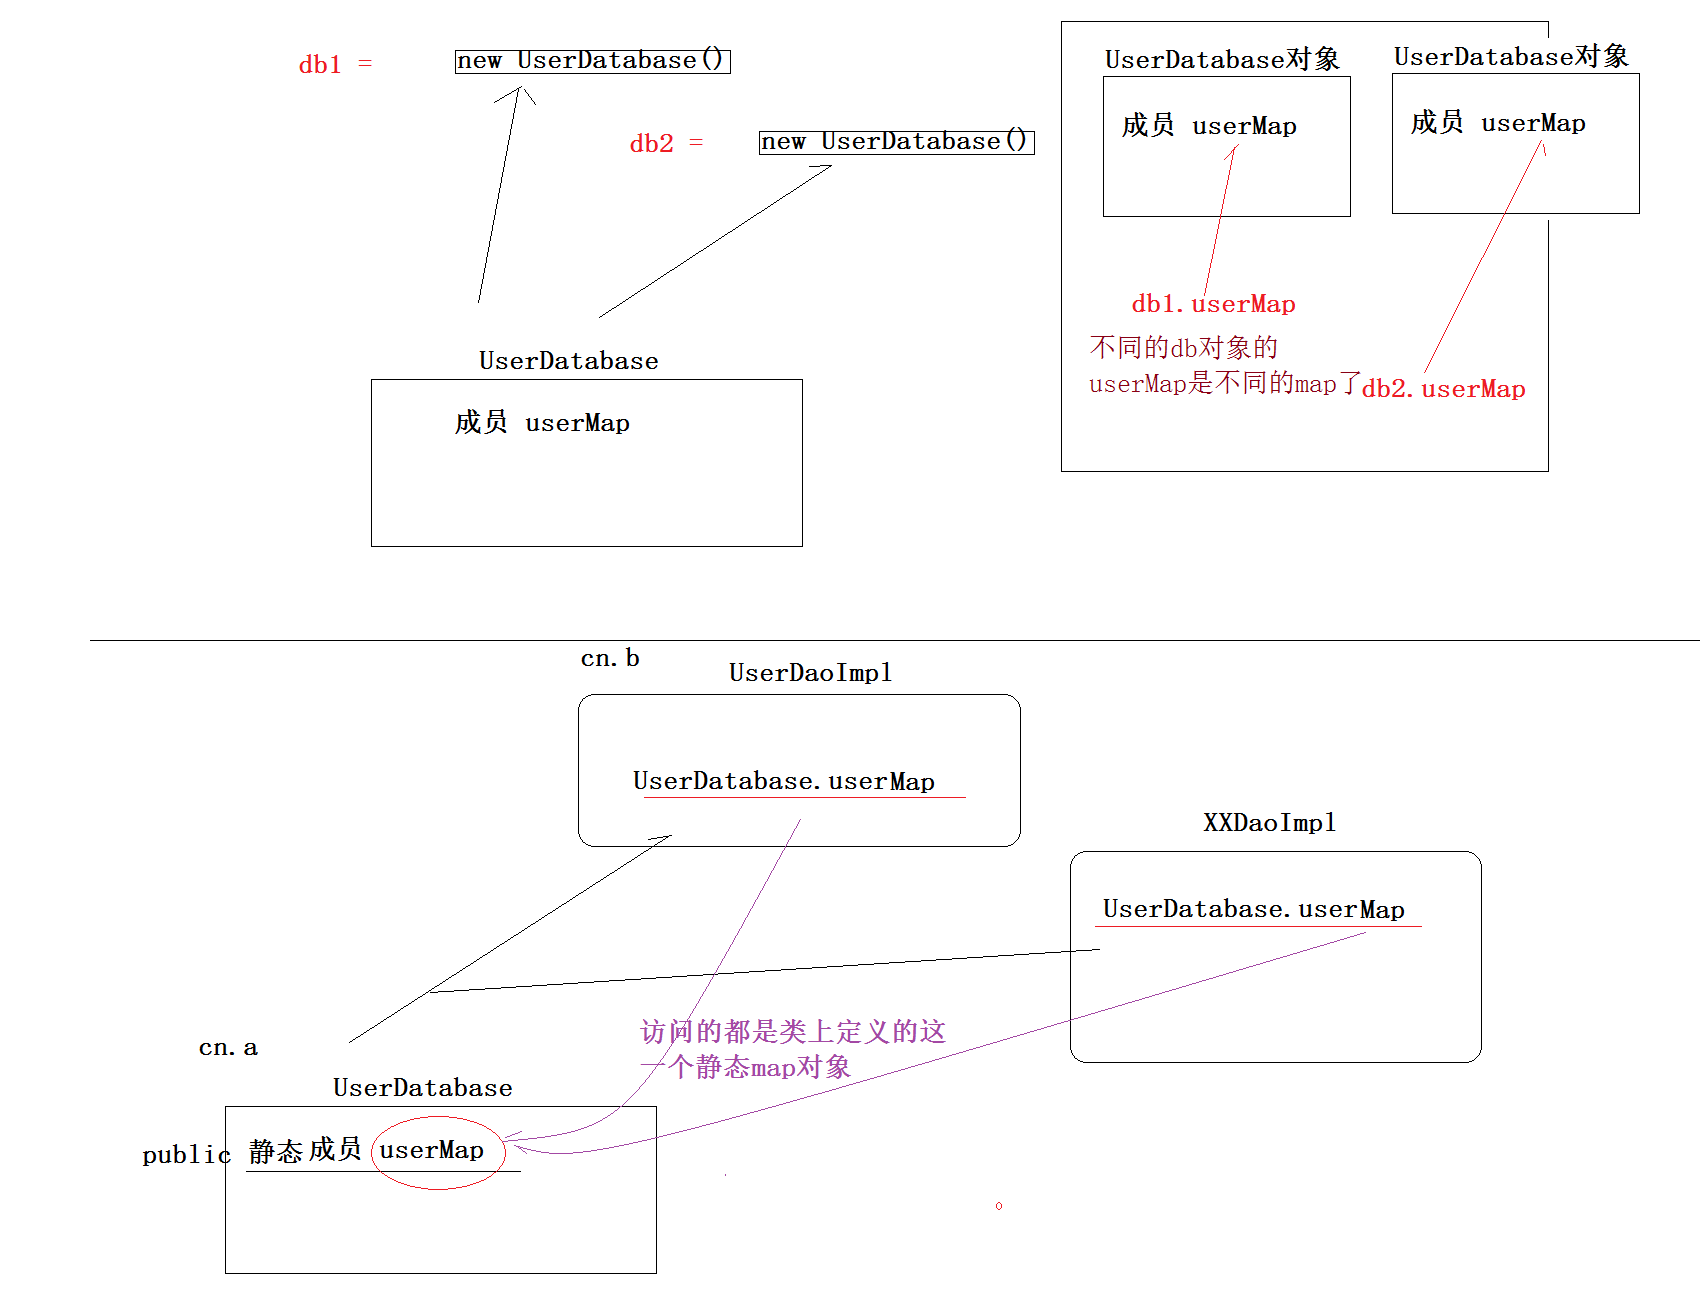 db1 =
new UserDatabase()
db2 =
new UserDatabase()
UserDatabase
成员 userMap
UserDatabase对象
UserDatabase对象
成员 userMap
成员 userMap
db1.userMap
不同的db对象的
userMap是不同的map了
db2.userMap
cn.b
UserDaoImpl
UserDatabase.userMap
XXDaoImpl
UserDatabase.userMap
访问的都是类上定义的这
一个静态map对象
cn.a
UserDatabase
public 静态成员 userMap